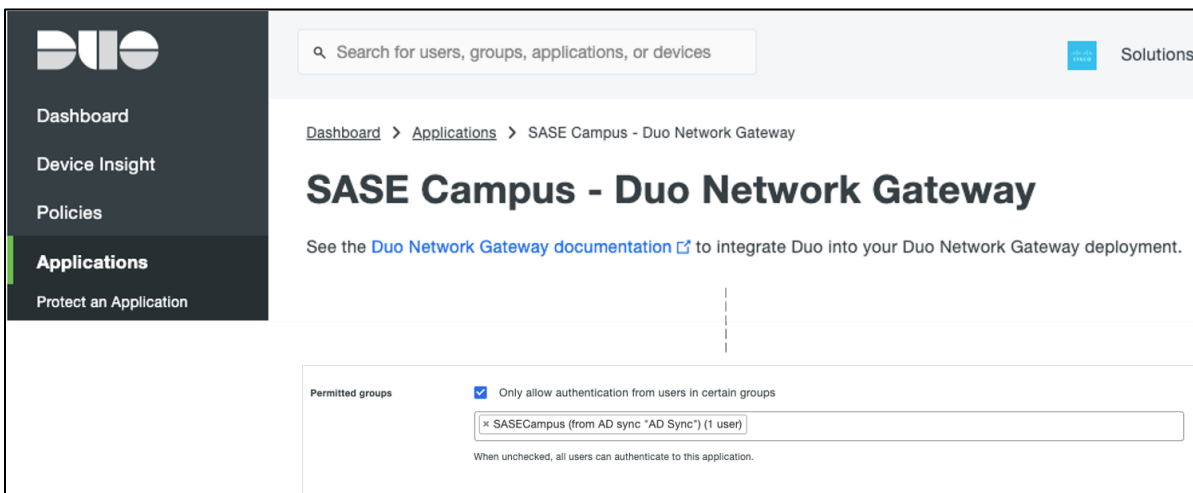 DUO
Search for users, groups, applications, or devices
CISCO
Solutions
Dashboard
Device Insight
Policies
Applications
Protect an Application
Dashboard > Applications > SASE Campus - Duo Network Gateway
SASE Campus - Duo Network Gateway
See the Duo Network Gateway documentation to integrate Duo into your Duo Network Gateway deployment.
Permitted groups
Only allow authentication from users in certain groups
× SASECampus (from AD sync "AD Sync") (1 user)
When unchecked, all users can authenticate to this application.